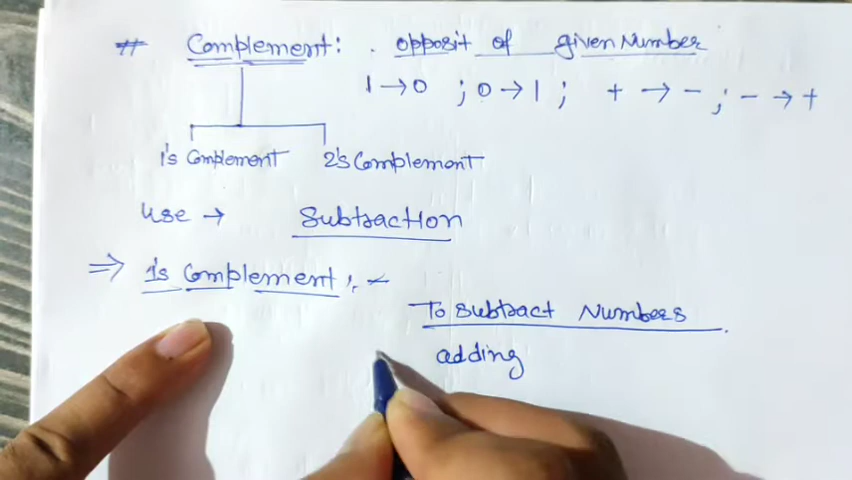 # Complement: . opposit of given Number
1 → 0 ; 0 → 1 ; + → - ; - → +
1's Complement 2's Complement
Use → Subtraction
⇒ 1's Complement :-
To subtract Numbers .
adding